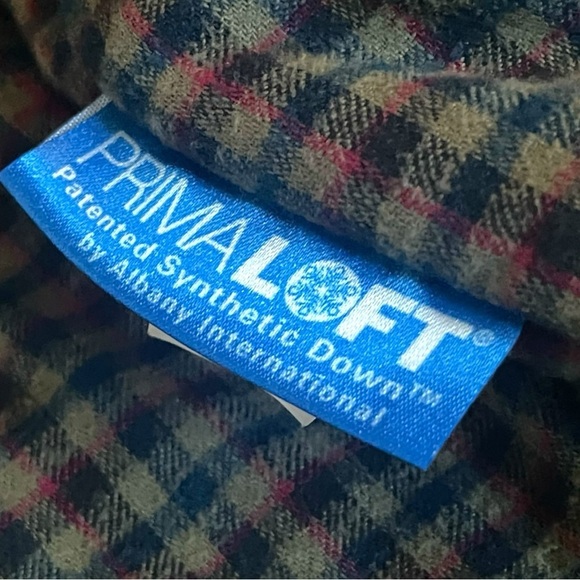 PRIMALOFT®
Patented Synthetic Down™
by Albany International